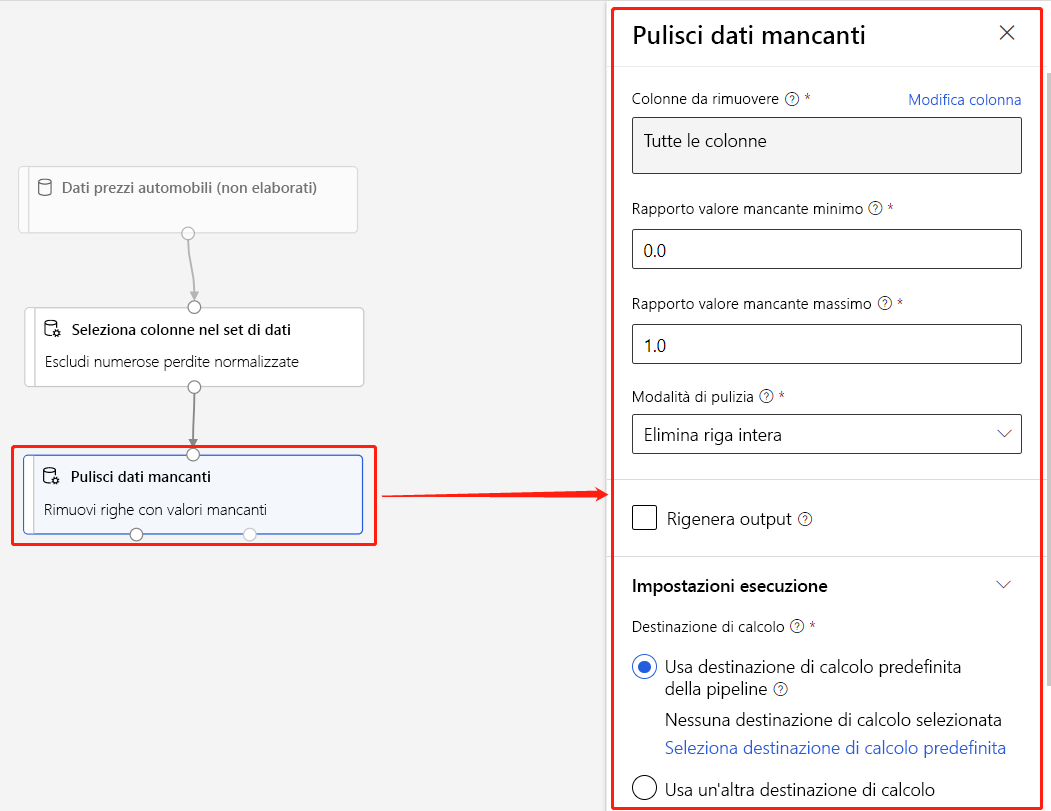 Dati prezzi automobili (non elaborati)
Seleziona colonne nel set di dati
Escludi numerose perdite normalizzate
Pulisci dati mancanti
Rimuovi righe con valori mancanti
Pulisci dati mancanti
Colonne da rimuovere ? *
Modifica colonna
Tutte le colonne
Rapporto valore mancante minimo ? *
0.0
Rapporto valore mancante massimo ? *
1.0
Modalità di pulizia ? *
Elimina riga intera
Rigenera output ?
Impostazioni esecuzione
Destinazione di calcolo ? *
Usa destinazione di calcolo predefinita
della pipeline ?
Nessuna destinazione di calcolo selezionata
Seleziona destinazione di calcolo predefinita
Usa un'altra destinazione di calcolo